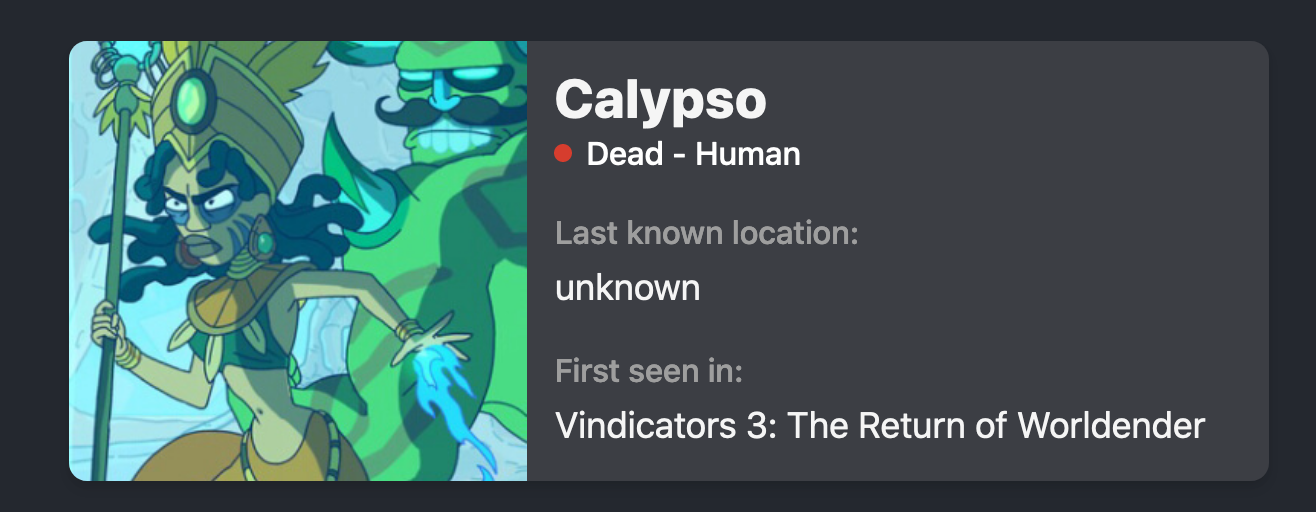 Calypso
Dead - Human
Last known location:
unknown
First seen in:
Vindicators 3: The Return of Worldender